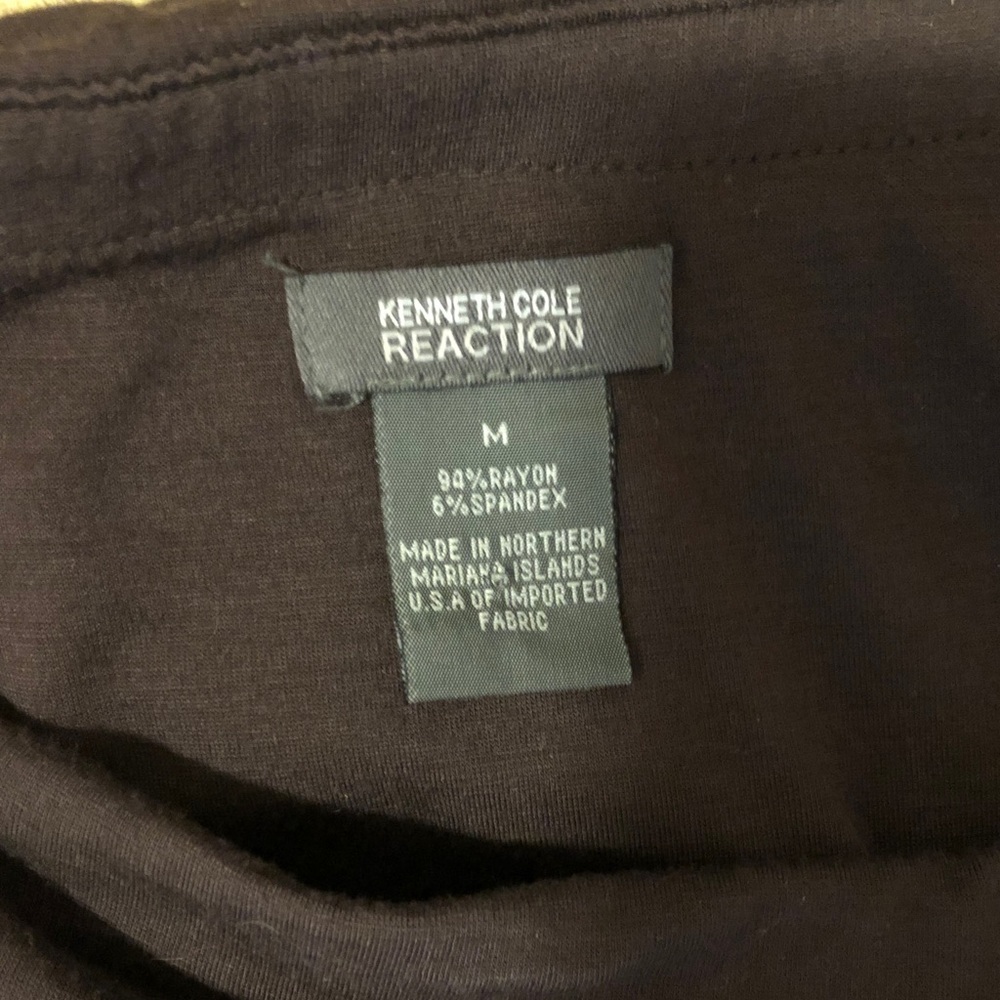 KENNETH COLE
REACTION
M
94%RAYON
6%SPANDEX
MADE IN NORTHERN
MARIANA ISLANDS
U.S.A OF IMPORTED
FABRIC